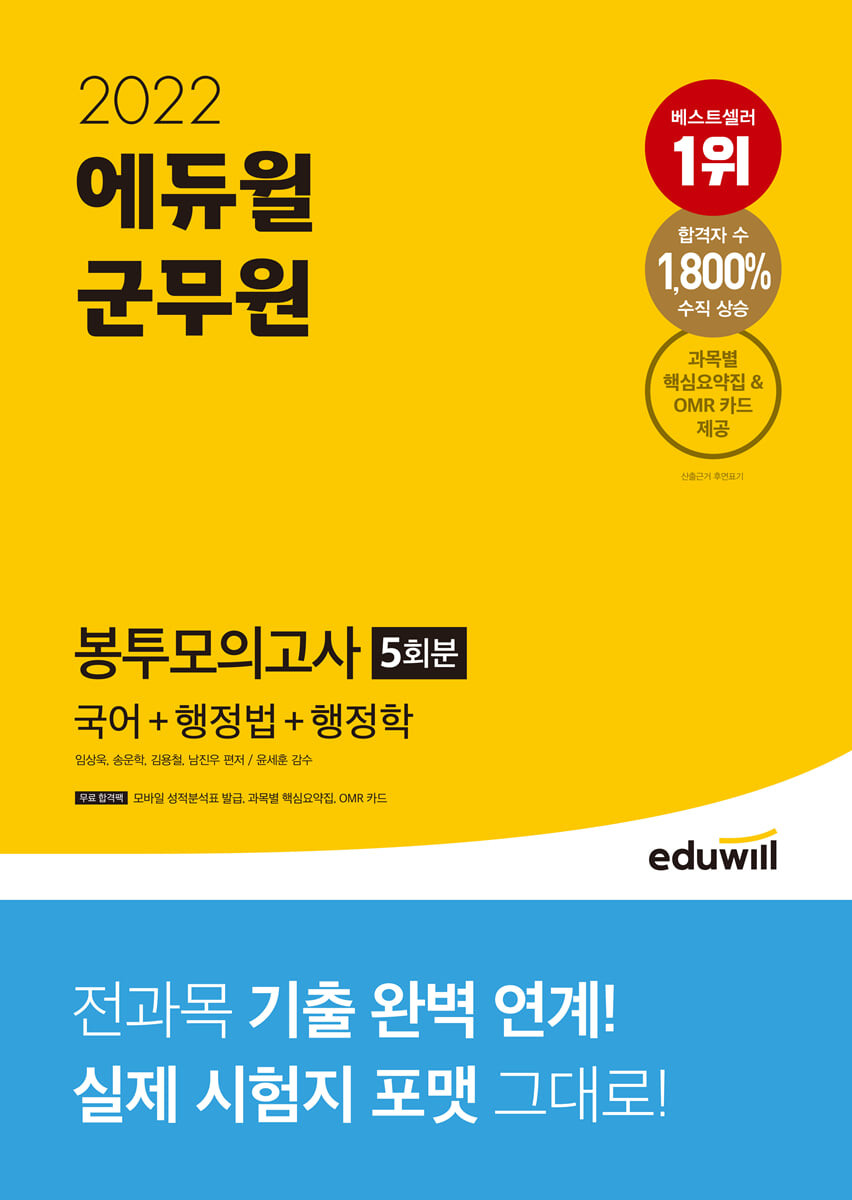 2022
에듀윌
군무원
베스트셀러
1위
합격자 수
1,800%
수직 상승
과목별
핵심요약집 &
OMR 카드
제공
산출근거 후면표기
봉투모의고사 5회분
국어 + 행정법 + 행정학
임상욱, 송운학, 김용철, 남진우 편저 / 윤세훈 감수
무료 합격팩 모바일 성적분석표 발급, 과목별 핵심요약집, OMR 카드
eduwill
전과목 기출 완벽 연계!
실제 시험지 포맷 그대로!